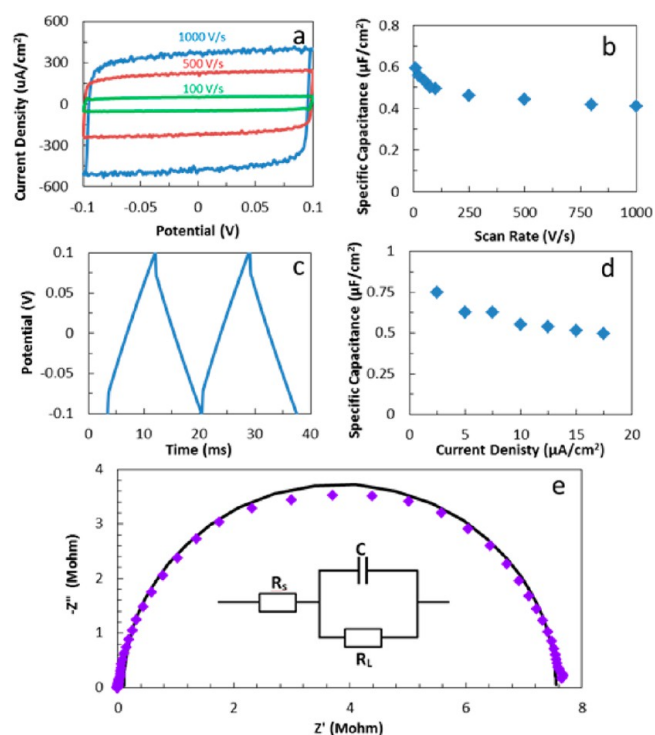 a
1000 V/s
500 V/s
100 V/s
Current Density (uA/cm²)
600
300
0
-300
-600
-0.1
-0.05
0
0.05
0.1
Potential (V)
b
Specific Capacitance (µF/cm²)
0.8
0.6
0.4
0.2
0
0
250
500
750
1000
Scan Rate (V/s)
c
Potential (V)
0.1
0.05
0
-0.05
-0.1
0
10
20
30
40
Time (ms)
d
Specific Capacitance (µF/cm²)
1
0.75
0.5
0.25
0
0
5
10
15
20
Current Denisty (µA/cm²)
e
-Z" (Mohm)
4
3
2
1
0
0
2
4
6
8
Z' (Mohm)
C
Rs
RL